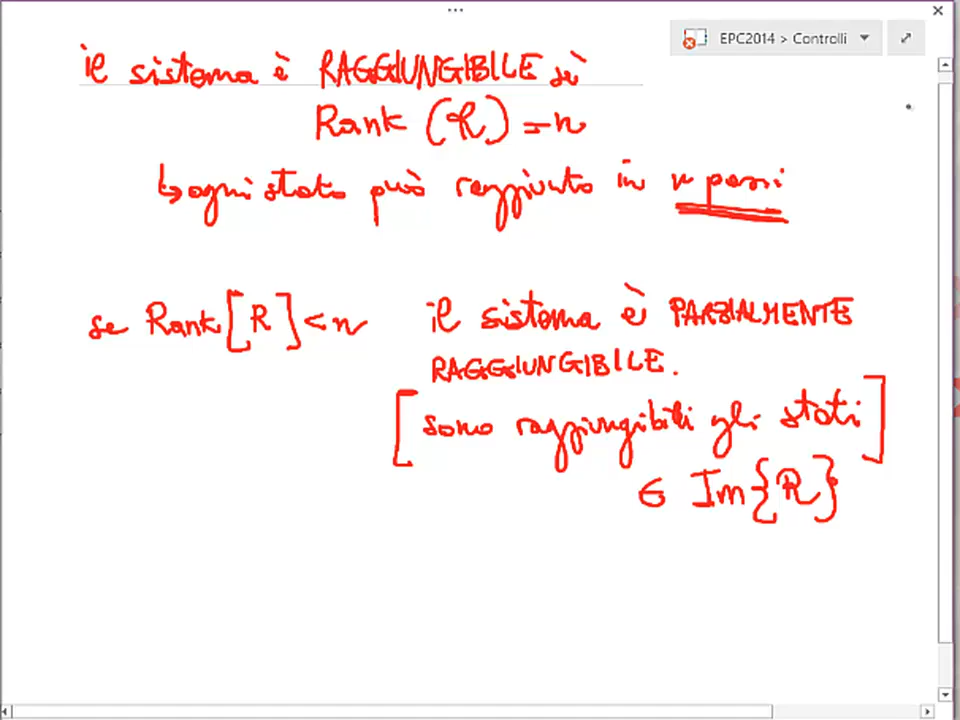 EPC2014 > Controlli
il sistema è RAGGIUNGIBILE se
Rank (R) = n
↳ ogni stato può raggiunto in n passi
se Rank[R] < n il sistema è PARZIALMENTE
RAGGIUNGIBILE.
[sono raggiungibili gli stati]
∈ Im{R}